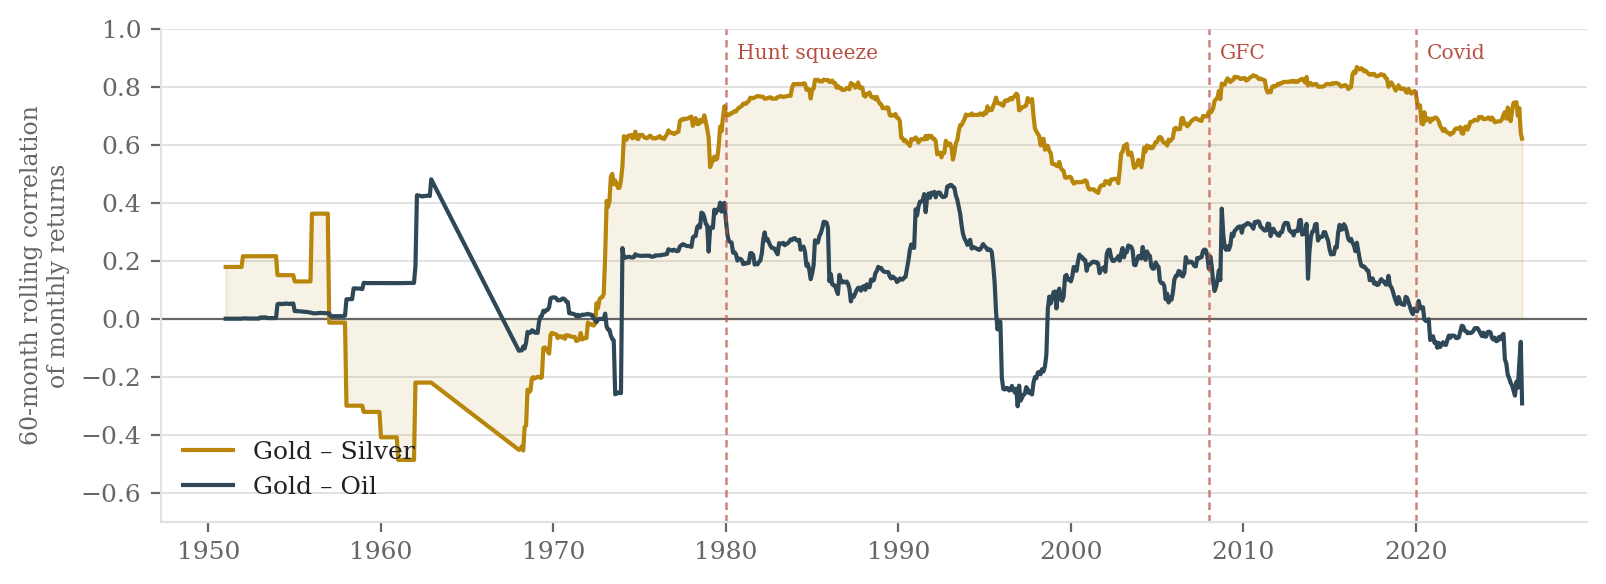 60-month rolling correlation
of monthly returns
1.0
0.8
0.6
0.4
0.2
0.0
−0.2
−0.4
−0.6
Hunt squeeze
GFC
Covid
Gold – Silver
Gold – Oil
1950
1960
1970
1980
1990
2000
2010
2020